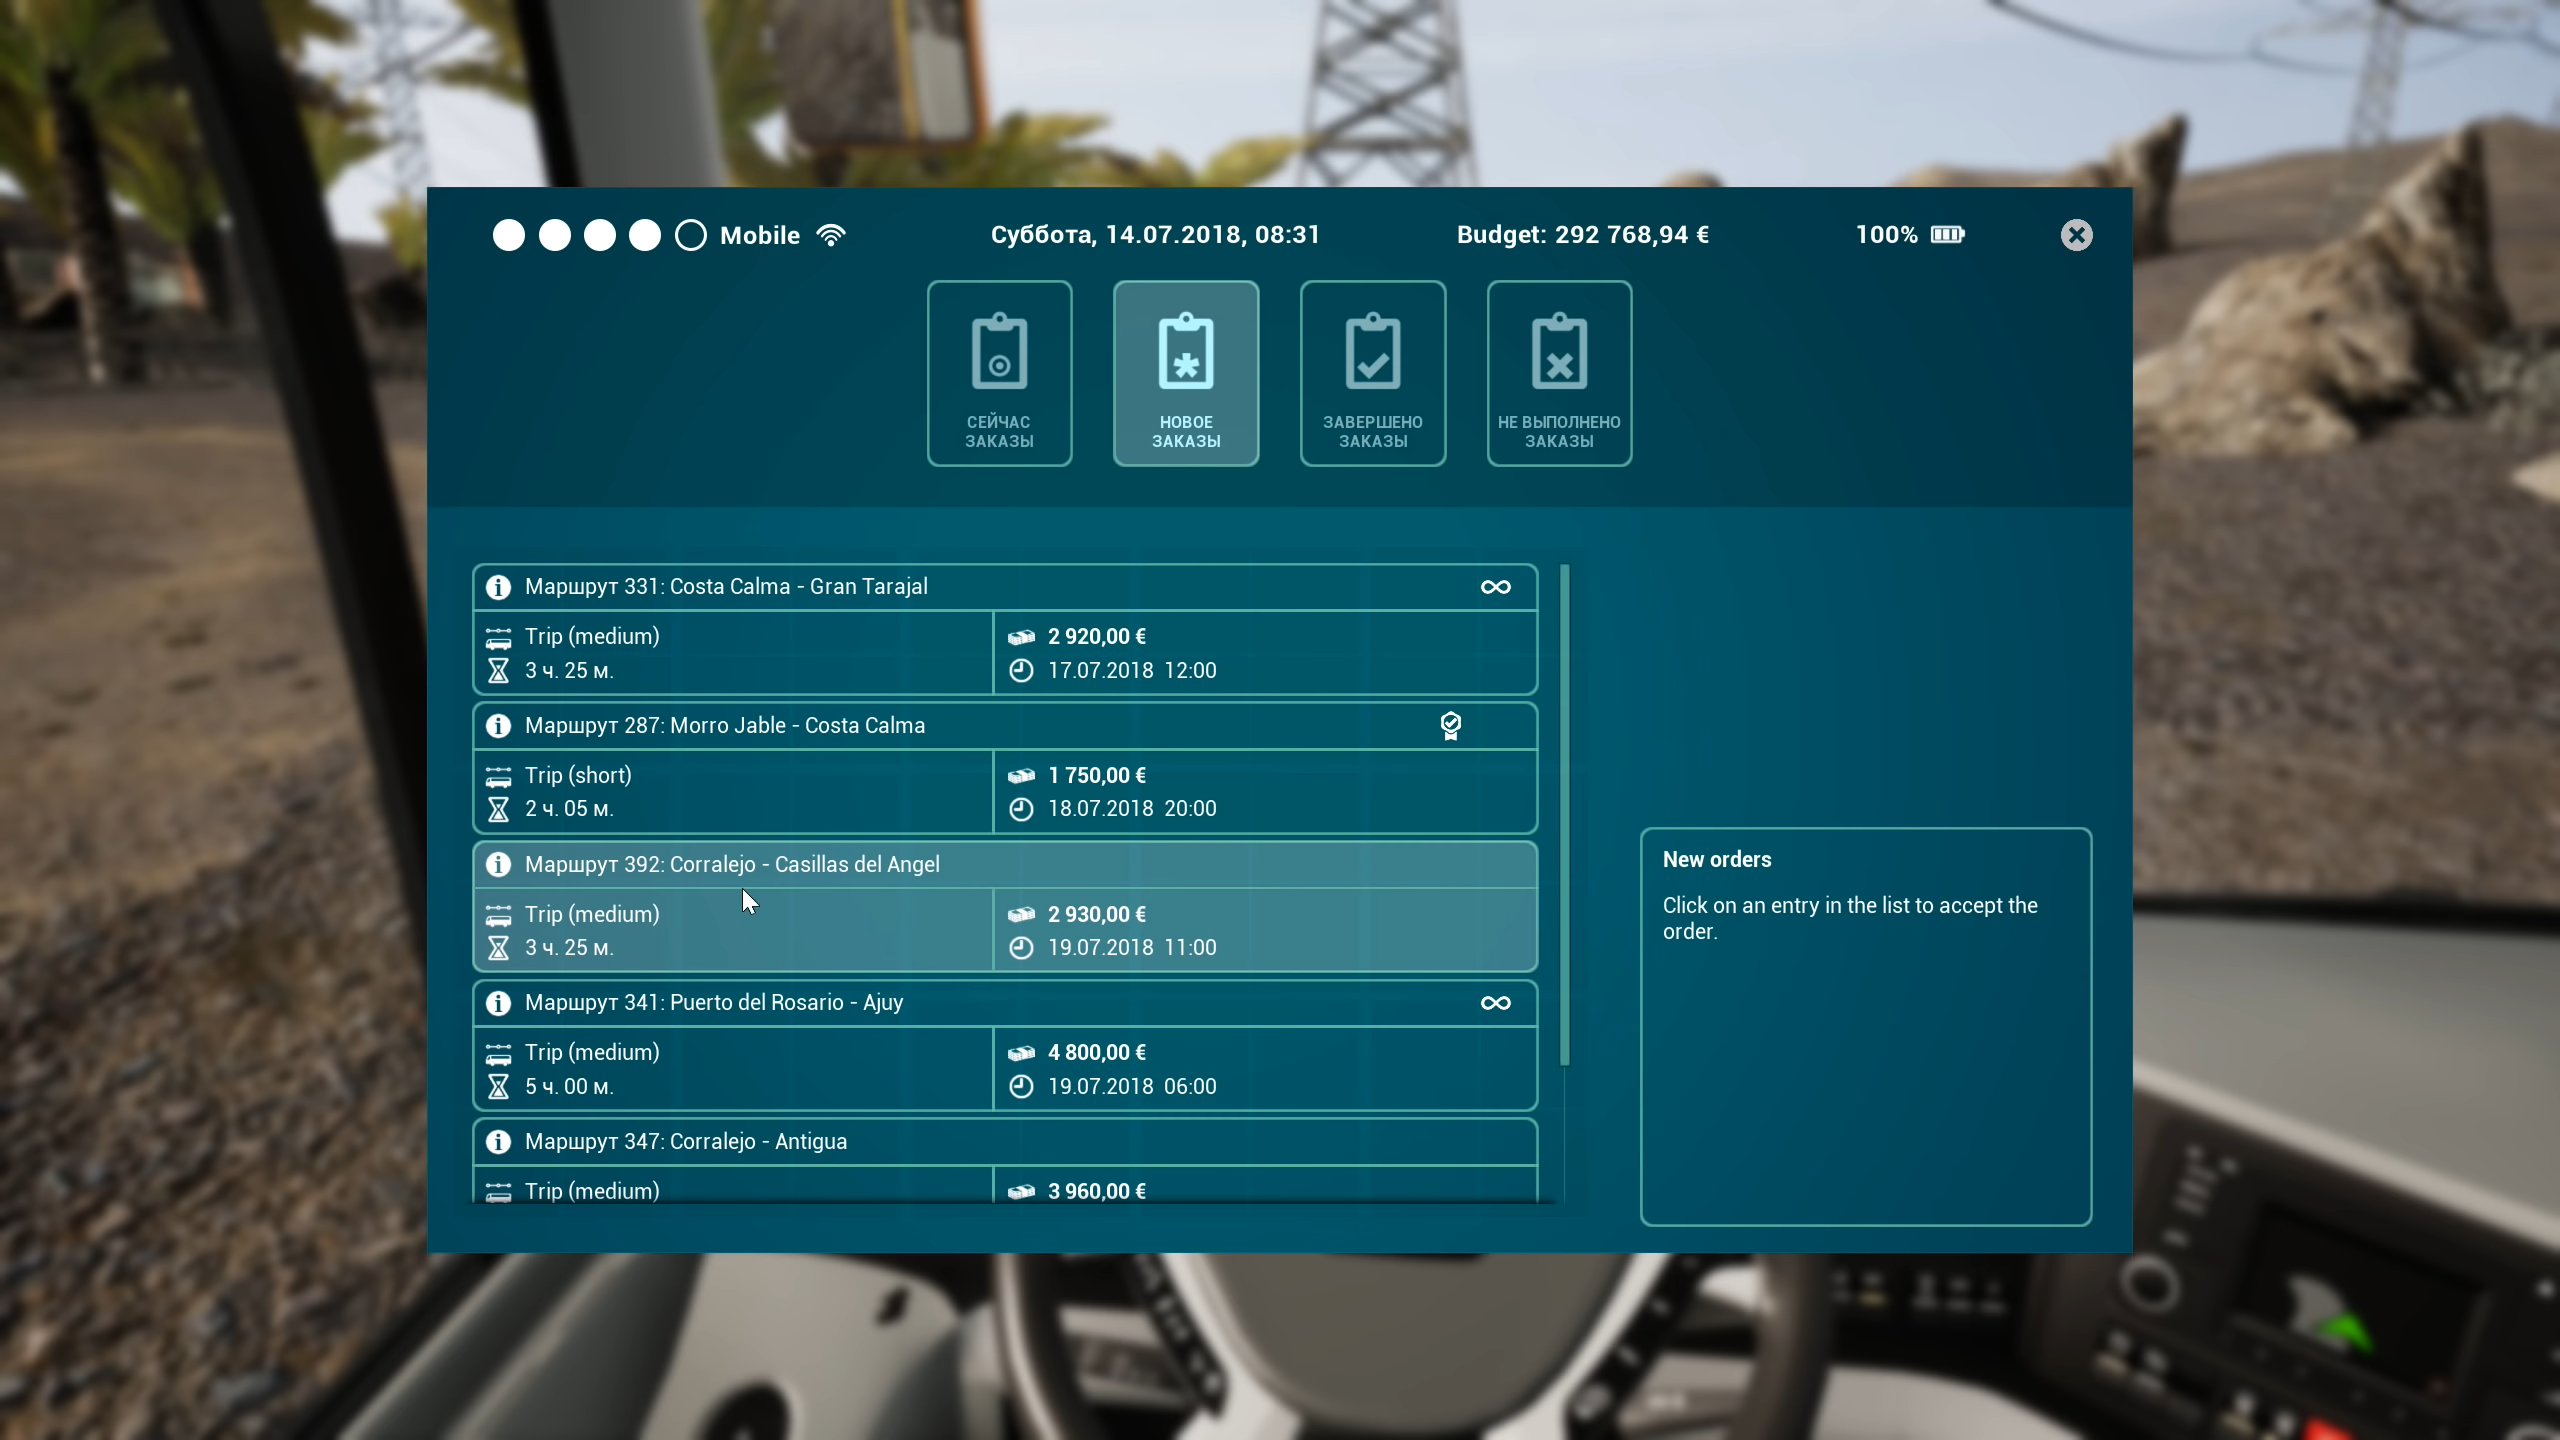 Mobile
Суббота, 14.07.2018, 08:31
Budget: 292 768,94 €
100%
СЕЙЧАС
ЗАКАЗЫ
НОВОЕ
ЗАКАЗЫ
ЗАВЕРШЕНО
ЗАКАЗЫ
НЕ ВЫПОЛНЕНО
ЗАКАЗЫ
Маршрут 331: Costa Calma - Gran Tarajal
Trip (medium)
2 920,00 €
3 ч. 25 м.
17.07.2018 12:00
Маршрут 287: Morro Jable - Costa Calma
Trip (short)
1 750,00 €
2 ч. 05 м.
18.07.2018 20:00
Маршрут 392: Corralejo - Casillas del Angel
Trip (medium)
2 930,00 €
3 ч. 25 м.
19.07.2018 11:00
Маршрут 341: Puerto del Rosario - Ajuy
Trip (medium)
4 800,00 €
5 ч. 00 м.
19.07.2018 06:00
Маршрут 347: Corralejo - Antigua
Trip (medium)
3 960,00 €
New orders
Click on an entry in the list to accept the
order.